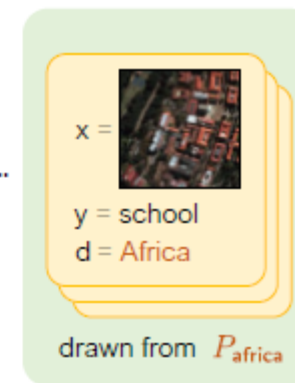 ..
x =
y = school
d = Africa
drawn from P_africa